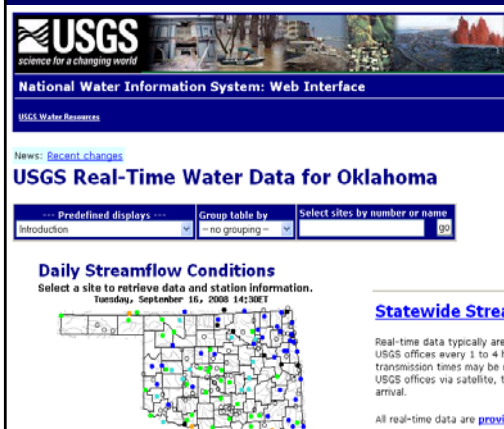 USGS
science for a changing world
National Water Information System: Web Interface
USGS Water Resources
News: Recent changes
USGS Real-Time Water Data for Oklahoma
--- Predefined displays ---
Group table by
Select sites by number or name
Introduction
-- no grouping --
go
Daily Streamflow Conditions
Select a site to retrieve data and station information.
Tuesday, September 16, 2008 14:30ET
Statewide Strea
Real-time data typically are
USGS offices every 1 to 4 h
transmission times may be
USGS offices via satellite, t
arrival.
All real-time data are provi